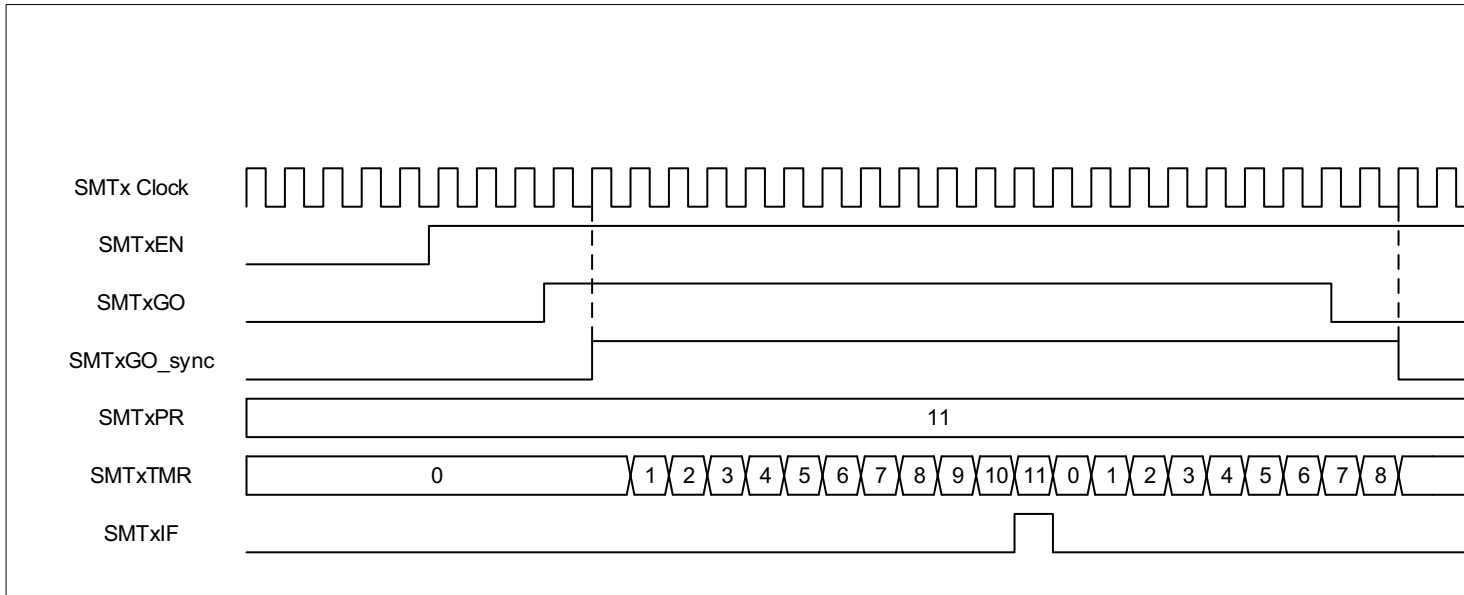 SMTx Clock
SMTxEN
SMTxGO
SMTxGO_sync
SMTxPR 11
SMTxTMR 0 1 2 3 4 5 6 7 8 9 10 11 0 1 2 3 4 5 6 7 8
SMTxIF